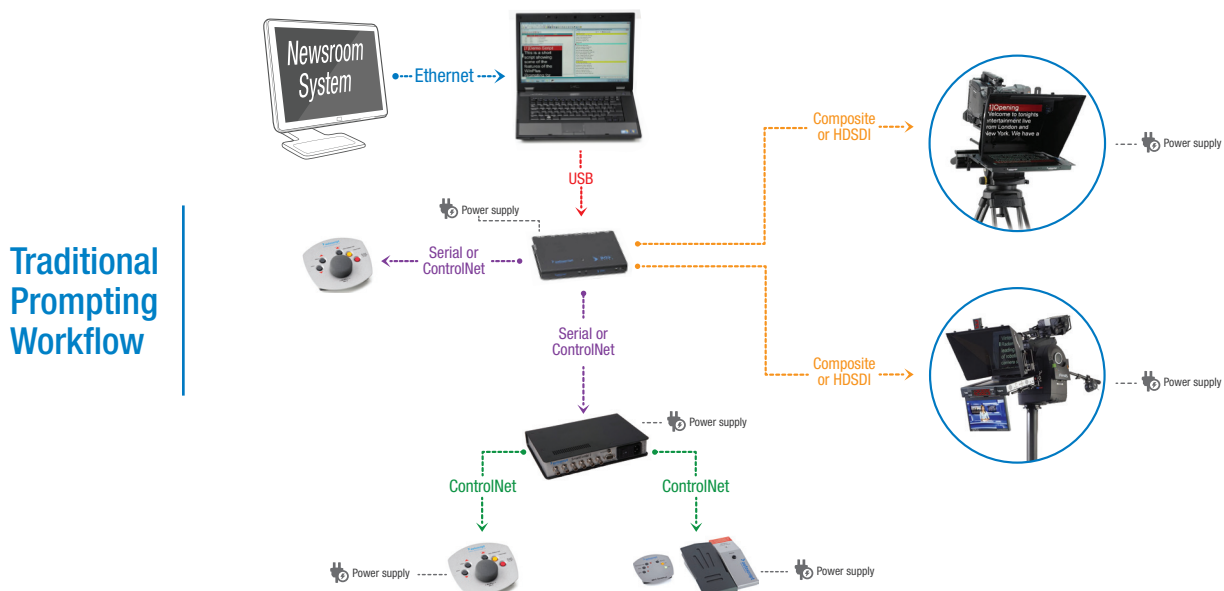 Newsroom
System
Ethernet
[1]Opening
Welcome to tonights
entertainment live
from London and
New York. We have a
Composite
or HDSDI
Power supply
USB
Power supply
Serial or
ControlNet
Traditional
Prompting
Workflow
Serial or
ControlNet
Composite
or HDSDI
Power supply
Power supply
ControlNet
ControlNet
Power supply
Power supply